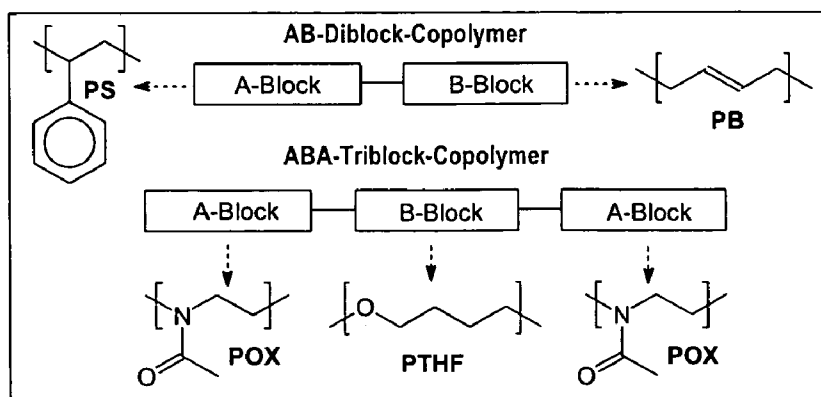 AB-Diblock-Copolymer
PS
A-Block
B-Block
PB
ABA-Triblock-Copolymer
A-Block
B-Block
A-Block
N
O
POX
O
PTHF
N
O
POX